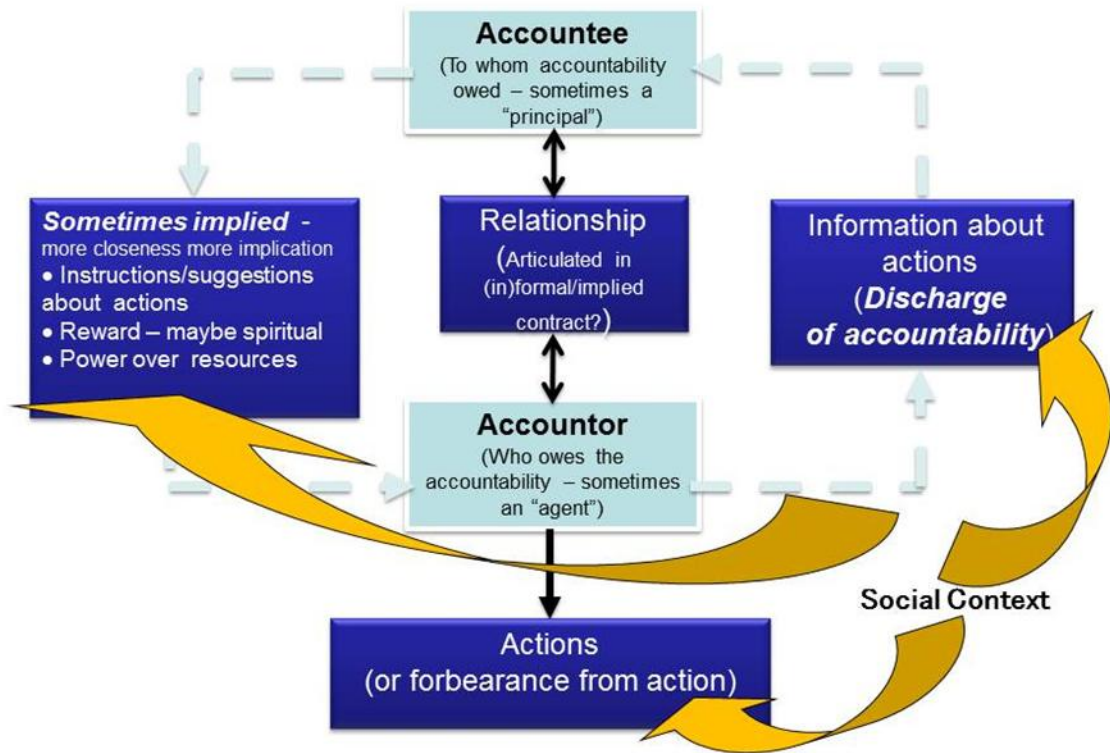 Accountee
(To whom accountability
owed – sometimes a
“principal”)
Sometimes implied -
more closeness more implication
• Instructions/suggestions
about actions
• Reward – maybe spiritual
• Power over resources
Relationship
(Articulated in
(in)formal/implied
contract?)
Information about
actions
(Discharge
of accountability)
Accountor
(Who owes the
accountability – sometimes
an “agent”)
Social Context
Actions
(or forbearance from action)